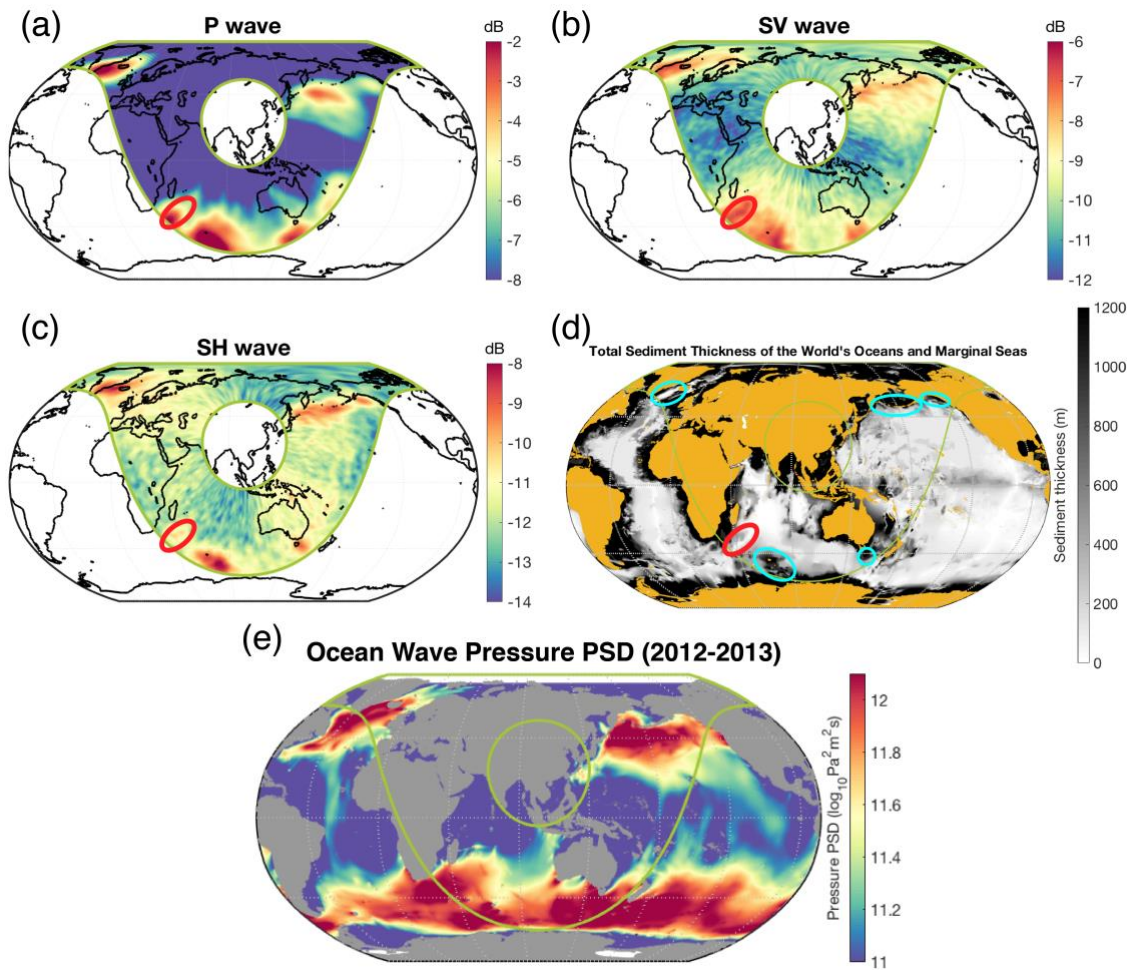 (a)
P wave
dB
-2
-3
-4
-5
-6
-7
-8
(b)
SV wave
dB
-6
-7
-8
-9
-10
-11
-12
(c)
SH wave
dB
-8
-9
-10
-11
-12
-13
-14
(d)
Total Sediment Thickness of the World's Oceans and Marginal Seas
1200
1000
800
600
400
200
0
Sediment thickness (m)
(e)
Ocean Wave Pressure PSD (2012-2013)
12
11.8
11.6
11.4
11.2
11
Pressure PSD (log₁₀Pa²m²s)